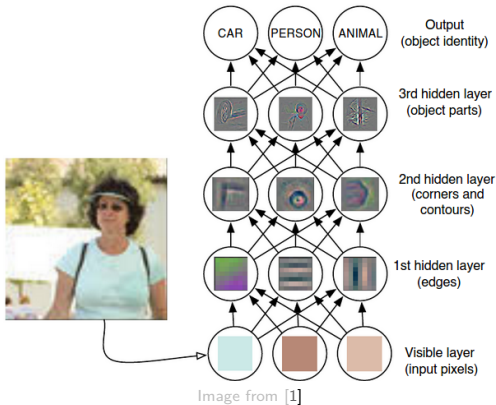 CAR PERSON ANIMAL
Output
(object identity)
3rd hidden layer
(object parts)
2nd hidden layer
(corners and
contours)
1st hidden layer
(edges)
Visible layer
(input pixels)
Image from [1]